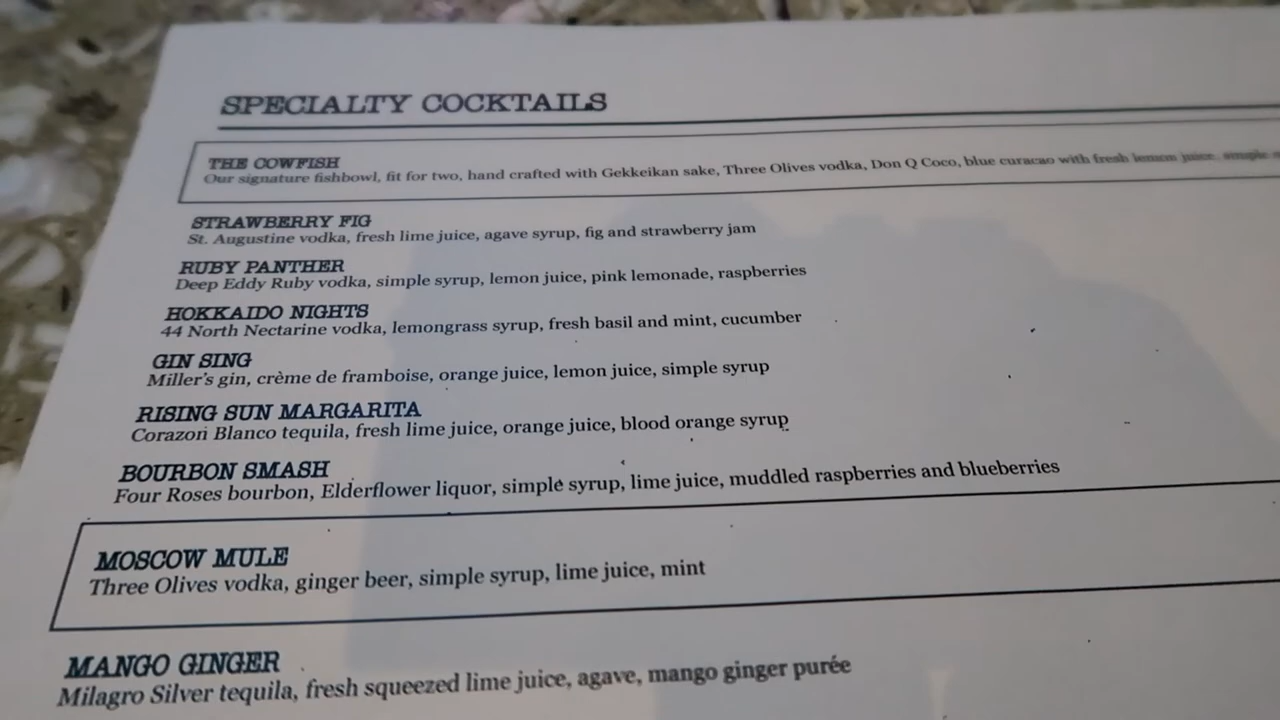 SPECIALTY COCKTAILS
THE COWFISH
Our signature fishbowl, fit for two, hand crafted with Gekkeikan sake, Three Olives vodka, Don Q Coco, blue curacao with fresh lemon juice, simple
STRAWBERRY FIG
St. Augustine vodka, fresh lime juice, agave syrup, fig and strawberry jam
RUBY PANTHER
Deep Eddy Ruby vodka, simple syrup, lemon juice, pink lemonade, raspberries
HOKKAIDO NIGHTS
44 North Nectarine vodka, lemongrass syrup, fresh basil and mint, cucumber
GIN SING
Miller's gin, crème de framboise, orange juice, lemon juice, simple syrup
RISING SUN MARGARITA
Corazon Blanco tequila, fresh lime juice, orange juice, blood orange syrup
BOURBON SMASH
Four Roses bourbon, Elderflower liquor, simple syrup, lime juice, muddled raspberries and blueberries
MOSCOW MULE
Three Olives vodka, ginger beer, simple syrup, lime juice, mint
MANGO GINGER
Milagro Silver tequila, fresh squeezed lime juice, agave, mango ginger purée